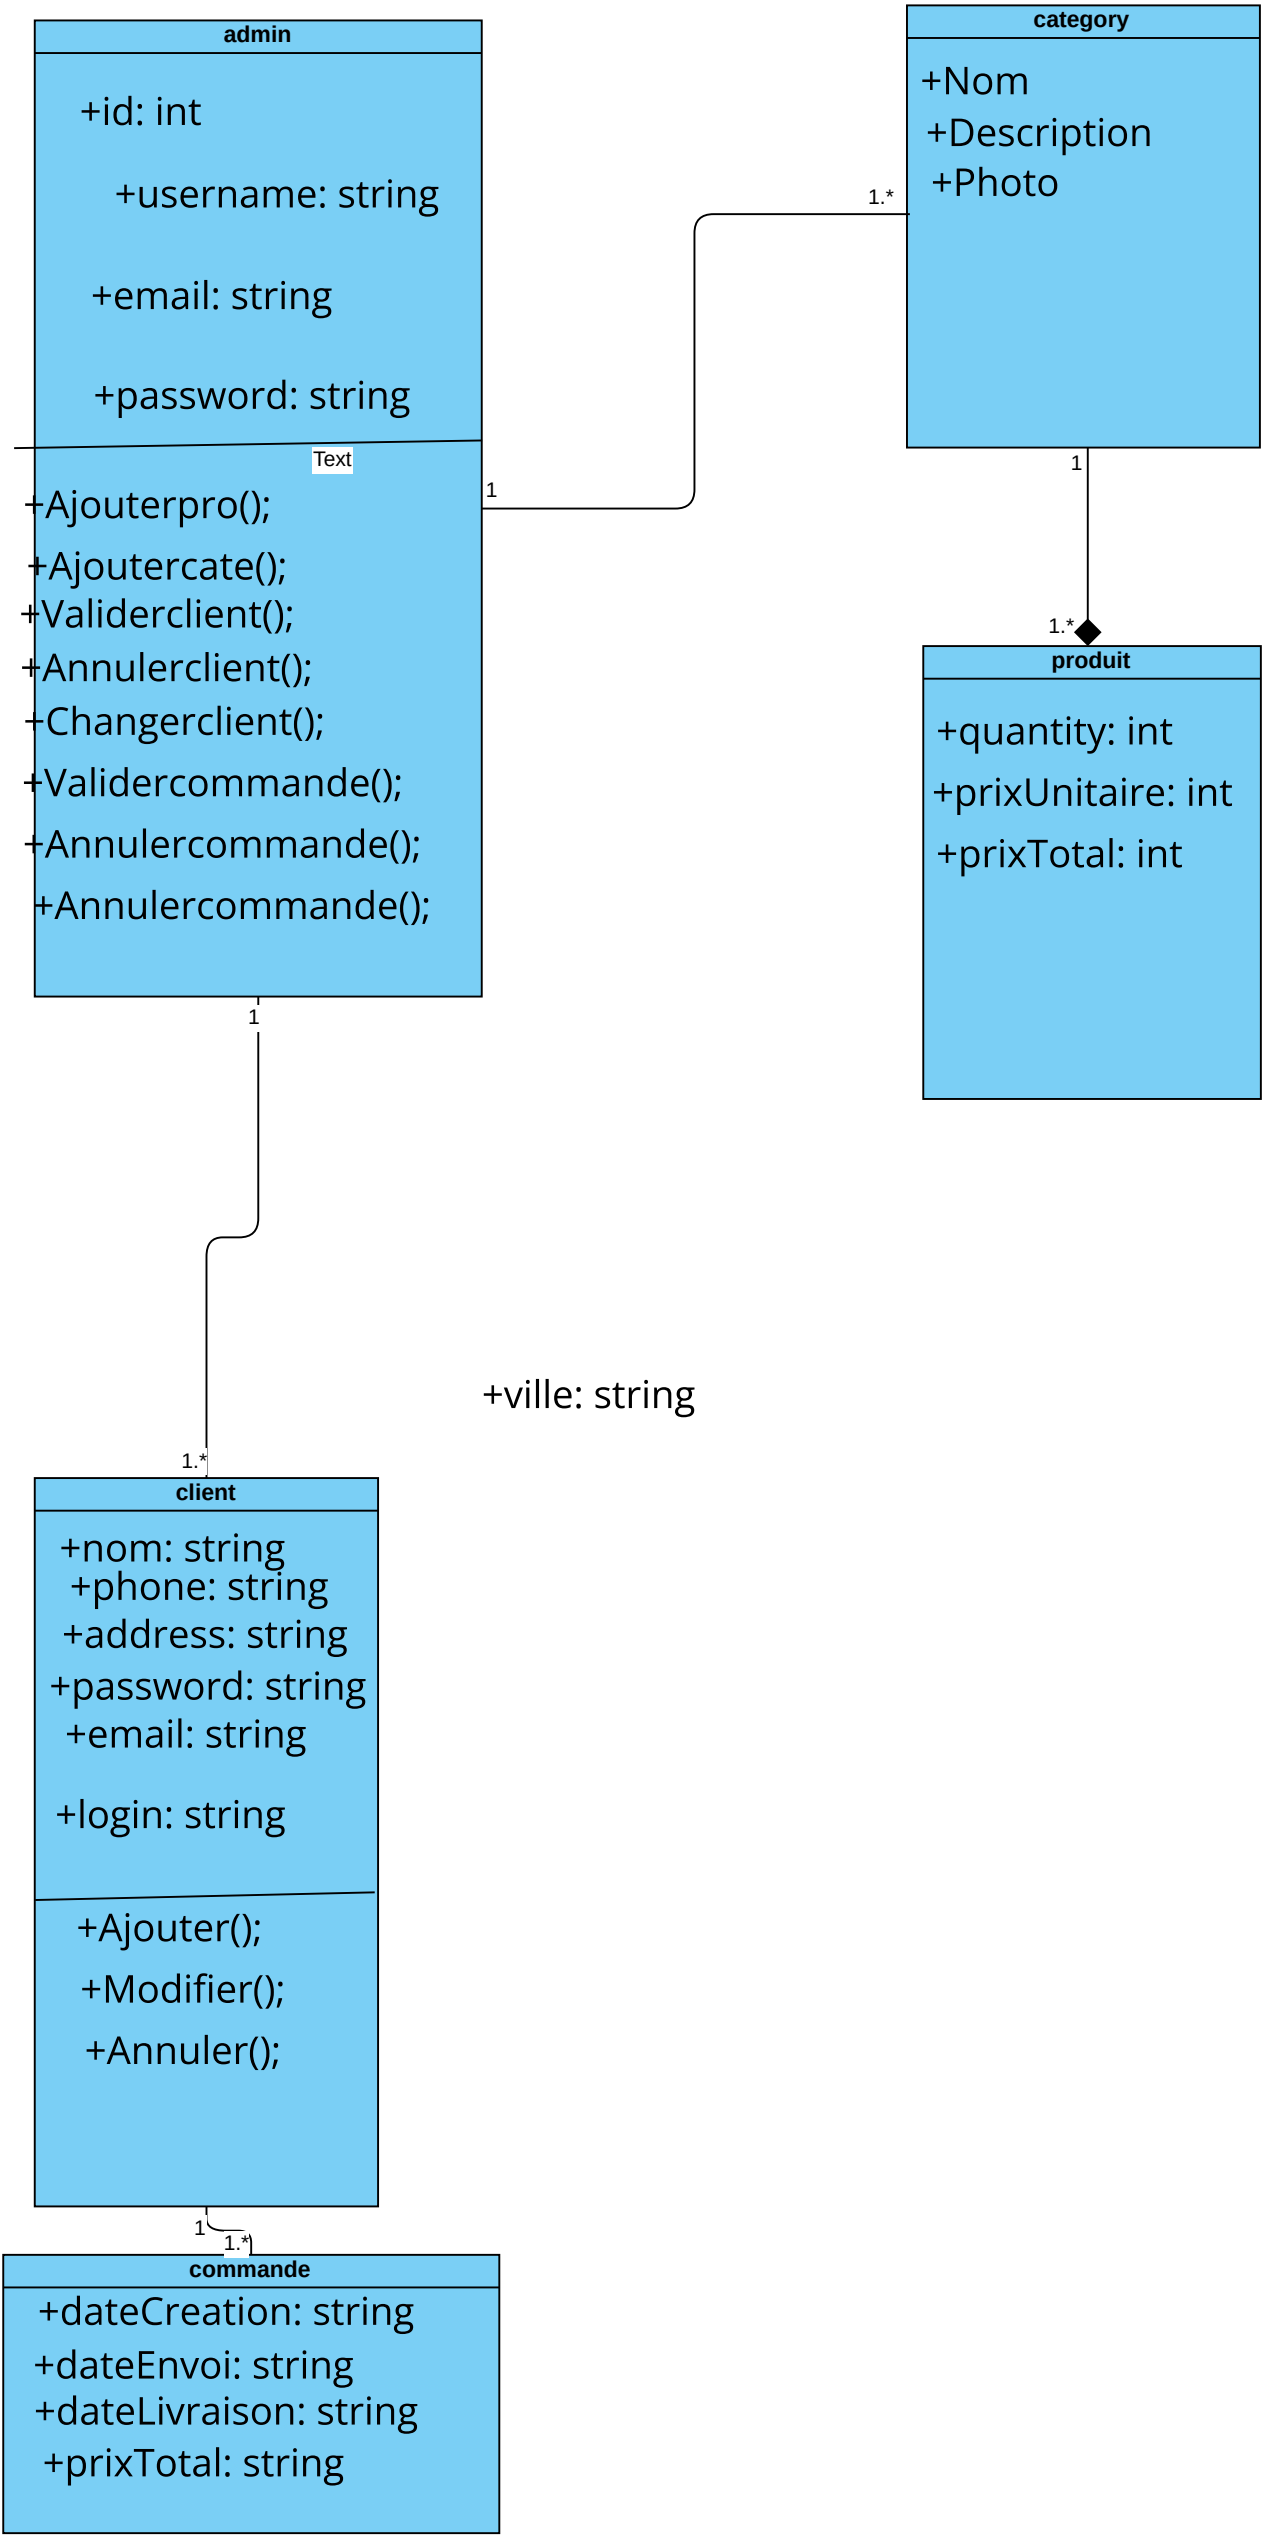 admin
+id: int
+username: string
+email: string
+password: string
Text
+Ajouterpro();
+Ajoutercate();
+Validerclient();
+Annulerclient();
+Changerclient();
+Validercommande();
+Annulercommande();
+Annulercommande();
1
1
1.*
category
+Nom
+Description
+Photo
1
1.*
produit
+quantity: int
+prixUnitaire: int
+prixTotal: int
+ville: string
1.*
client
+nom: string
+phone: string
+address: string
+password: string
+email: string
+login: string
+Ajouter();
+Modifier();
+Annuler();
1
1.*
commande
+dateCreation: string
+dateEnvoi: string
+dateLivraison: string
+prixTotal: string